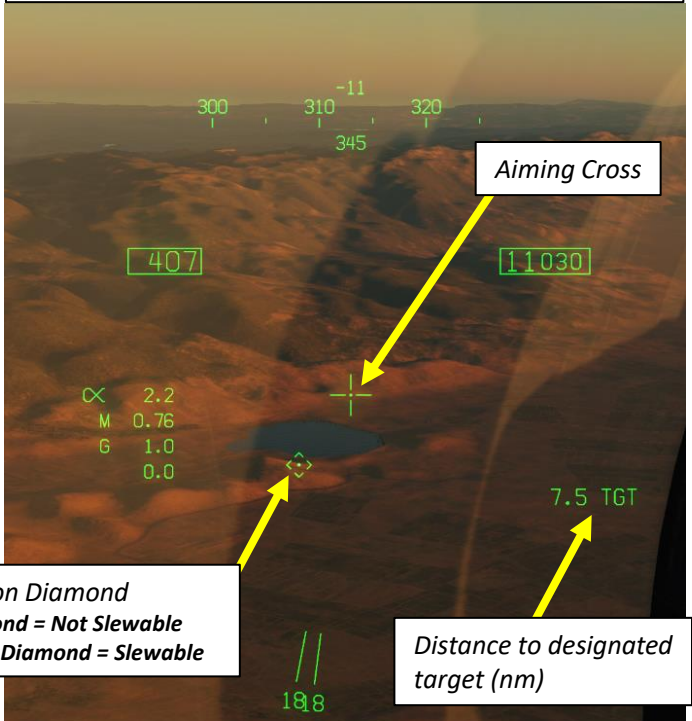 -11
300 310 320
345
Aiming Cross
407
11030
α 2.2
M 0.76
G 1.0
0.0
7.5 TGT
on Diamond
ond = Not Slewable
Diamond = Slewable
Distance to designated
target (nm)
18 18